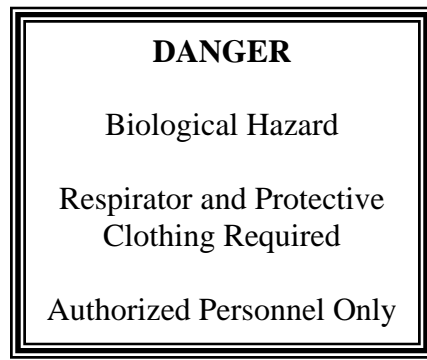 DANGER
Biological Hazard
Respirator and Protective
Clothing Required
Authorized Personnel Only